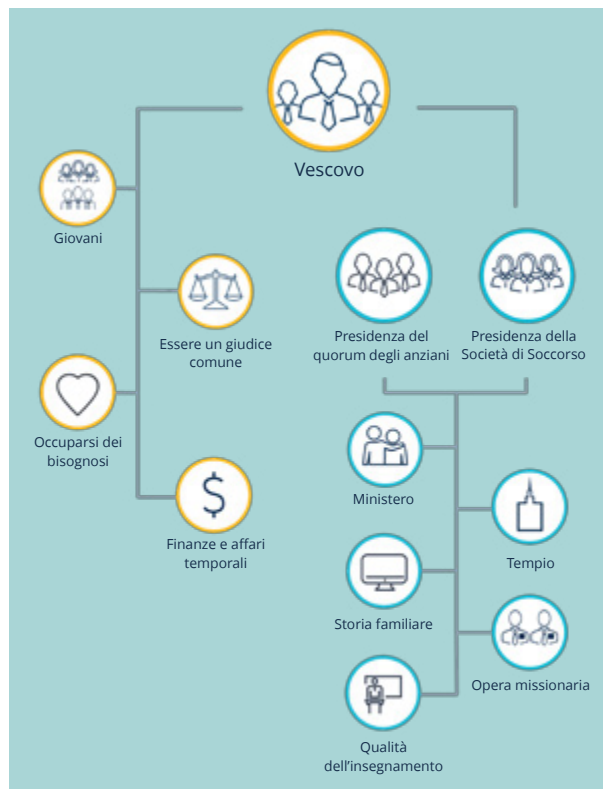 Vescovo
Giovani
Essere un giudice
comune
Occuparsi dei
bisognosi
$
Finanze e affari
temporali
Presidenza del
quorum degli anziani
Presidenza della
Società di Soccorso
Ministero
Tempio
Storia familiare
Opera missionaria
Qualità
dell'insegnamento